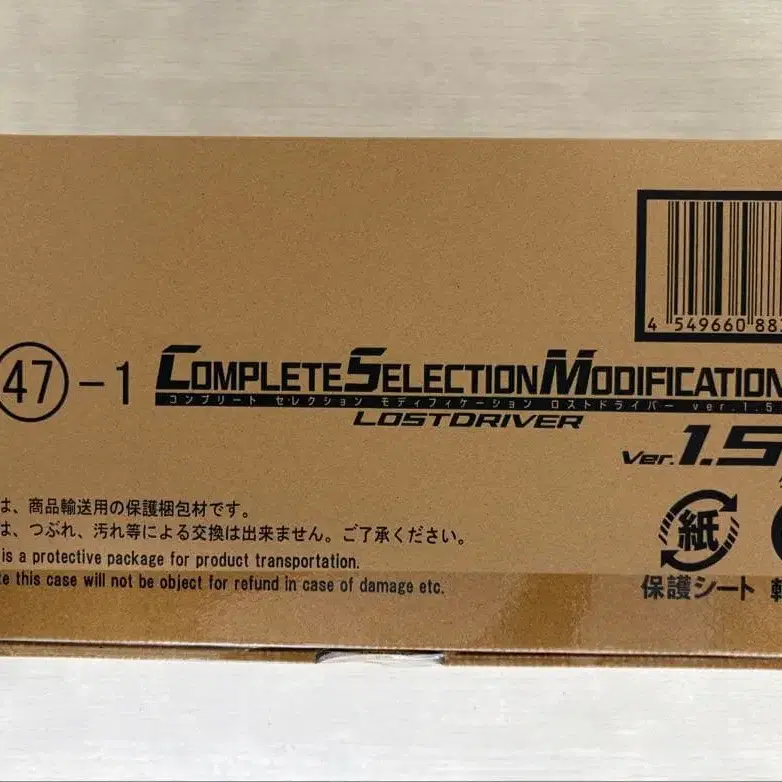 4 549660 88
㊼-1 COMPLETE SELECTION MODIFICATION
コンプリート セレクション モディフィケーション ロストドライバー ver.1.5
LOSTDRIVER
Ver.1.5
は、商品輸送用の保護梱包材です。
は、つぶれ、汚れ等による交換は出来ません。ご了承ください。
is a protective package for product transportation.
this case will not be object for refund in case of damage etc.
紙
保護シート